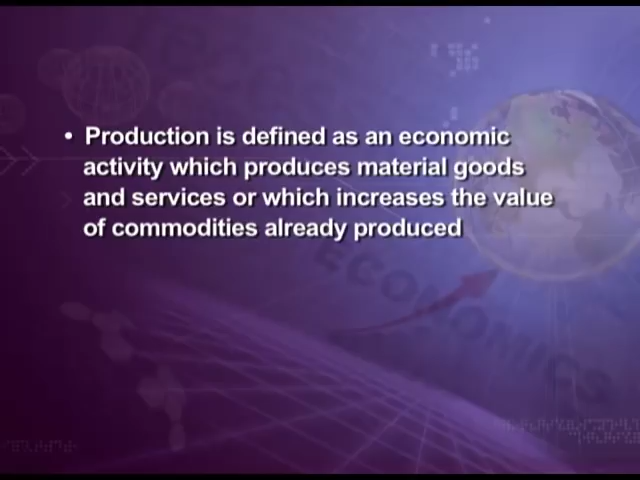 • Production is defined as an economic
activity which produces material goods
and services or which increases the value
of commodities already produced
ECONOMICS